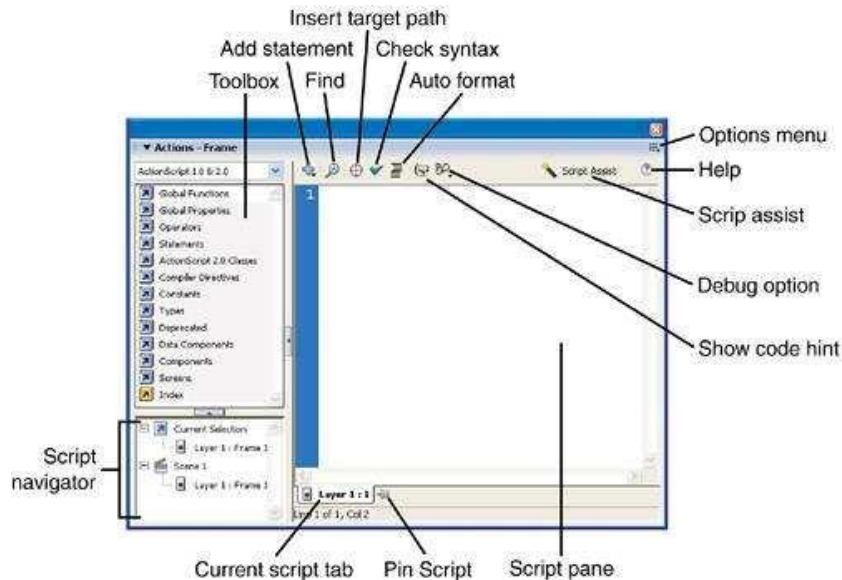 Insert target path
Add statement
Check syntax
Toolbox
Find
Auto format
Actions - Frame
Options menu
ActionScript 1.0 & 2.0
Script Assist
Help
Global Functions
1
Global Properties
Scrip assist
Operators
Statements
ActionScript 2.0 Classes
Compiler Directives
Debug option
Constants
Types
Deprecated
Data Components
Show code hint
Components
Screens
Index
Current Selection
Layer 1 : Frame 1
Script
navigator
Scene 1
Layer 1 : Frame 1
Layer 1 : 1
Line 1 of 1, Col 2
Current script tab
Pin Script
Script pane